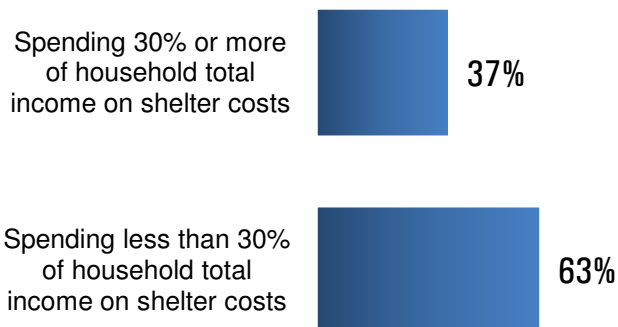 Spending 30% or more
of household total
income on shelter costs
37%
Spending less than 30%
of household total
income on shelter costs
63%